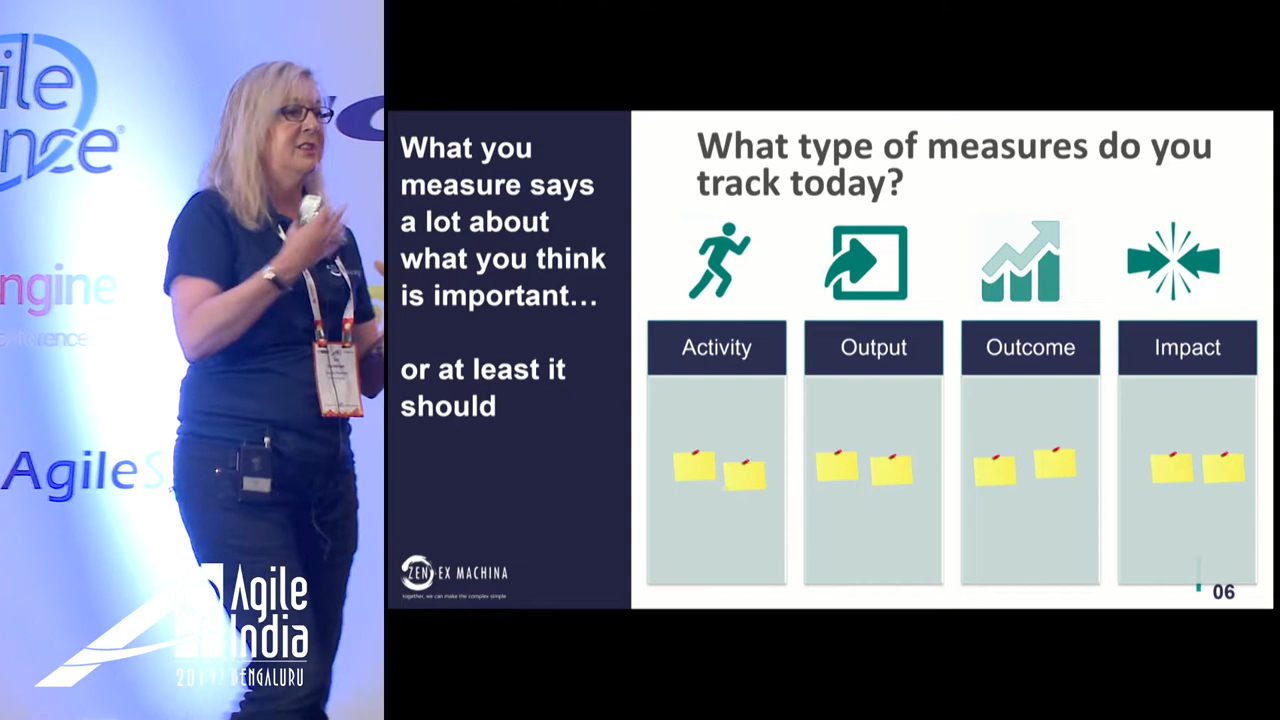 ile
nce®
ngine
AgileS
Agile
India
BENGALURU
What you
measure says
a lot about
what you think
is important...
or at least it
should
ZEN EX MACHINA
together, we can make the complex simple
What type of measures do you
track today?
Activity
Output
Outcome
Impact
06